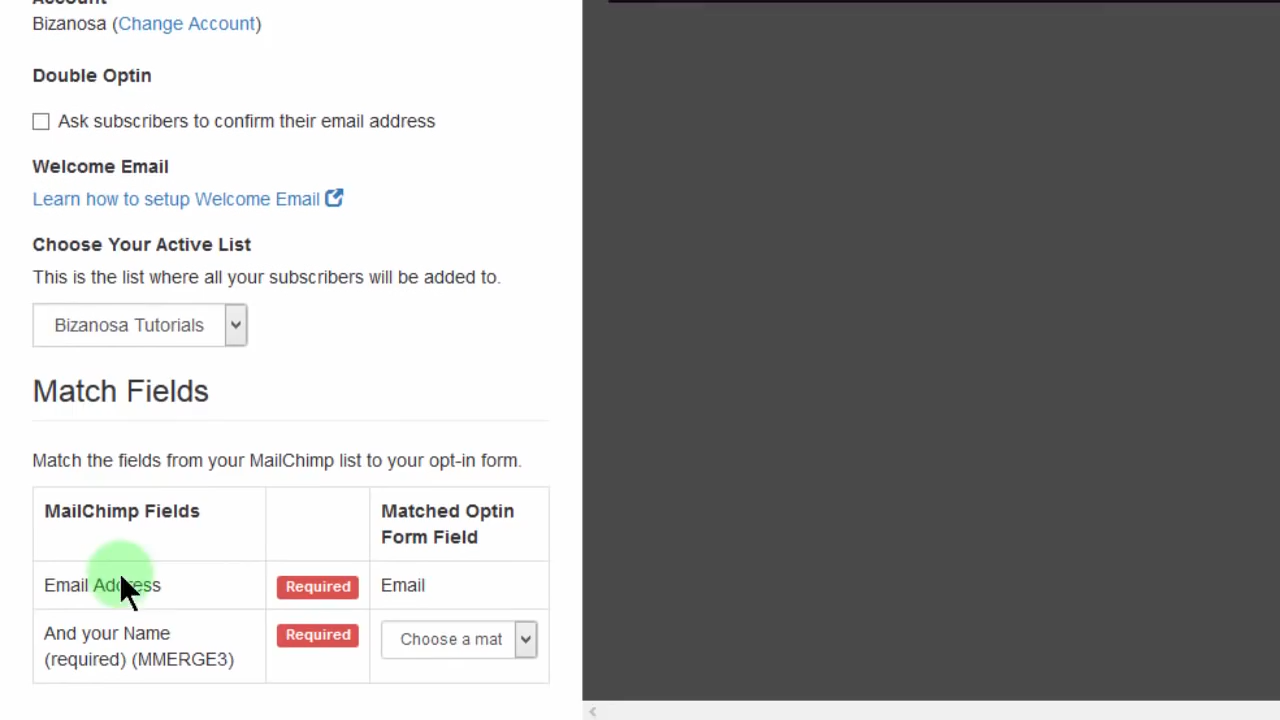 Account
Bizanosa (Change Account)
Double Optin
Ask subscribers to confirm their email address
Welcome Email
Learn how to setup Welcome Email
Choose Your Active List
This is the list where all your subscribers will be added to.
Bizanosa Tutorials
Match Fields
Match the fields from your MailChimp list to your opt-in form.
MailChimp Fields
Matched Optin
Form Field
Email Address
Required
Email
And your Name
(required) (MMERGE3)
Required
Choose a mat